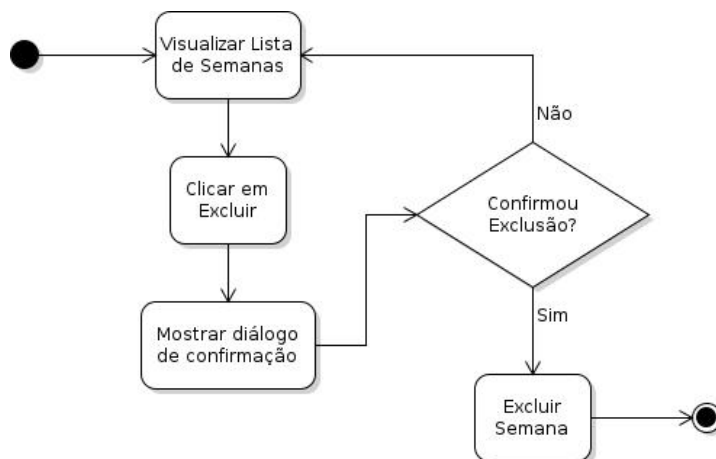 Visualizar Lista
de Semanas
Clicar em
Excluir
Mostrar diálogo
de confirmação
Confirmou
Exclusão?
Não
Sim
Excluir
Semana